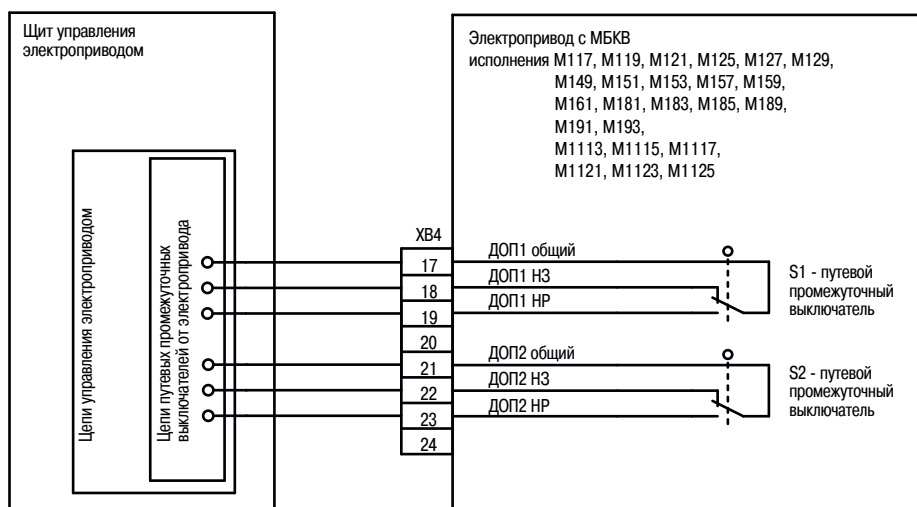 Щит управления
электроприводом
Электропривод с МБКВ
исполнения М117, М119, М121, М125, М127, М129,
М149, М151, М153, М157, М159,
М161, М181, М183, М185, М189,
М191, М193,
М1113, М1115, М1117,
М1121, М1123, М1125
Цепи управления электроприводом
Цепи путевых промежуточных
выключателей от электропривода
ХВ4
17
18
19
20
21
22
23
24
ДОП1 общий
ДОП1 НЗ
ДОП1 НР
ДОП2 общий
ДОП2 НЗ
ДОП2 НР
S1 - путевой
промежуточный
выключатель
S2 - путевой
промежуточный
выключатель